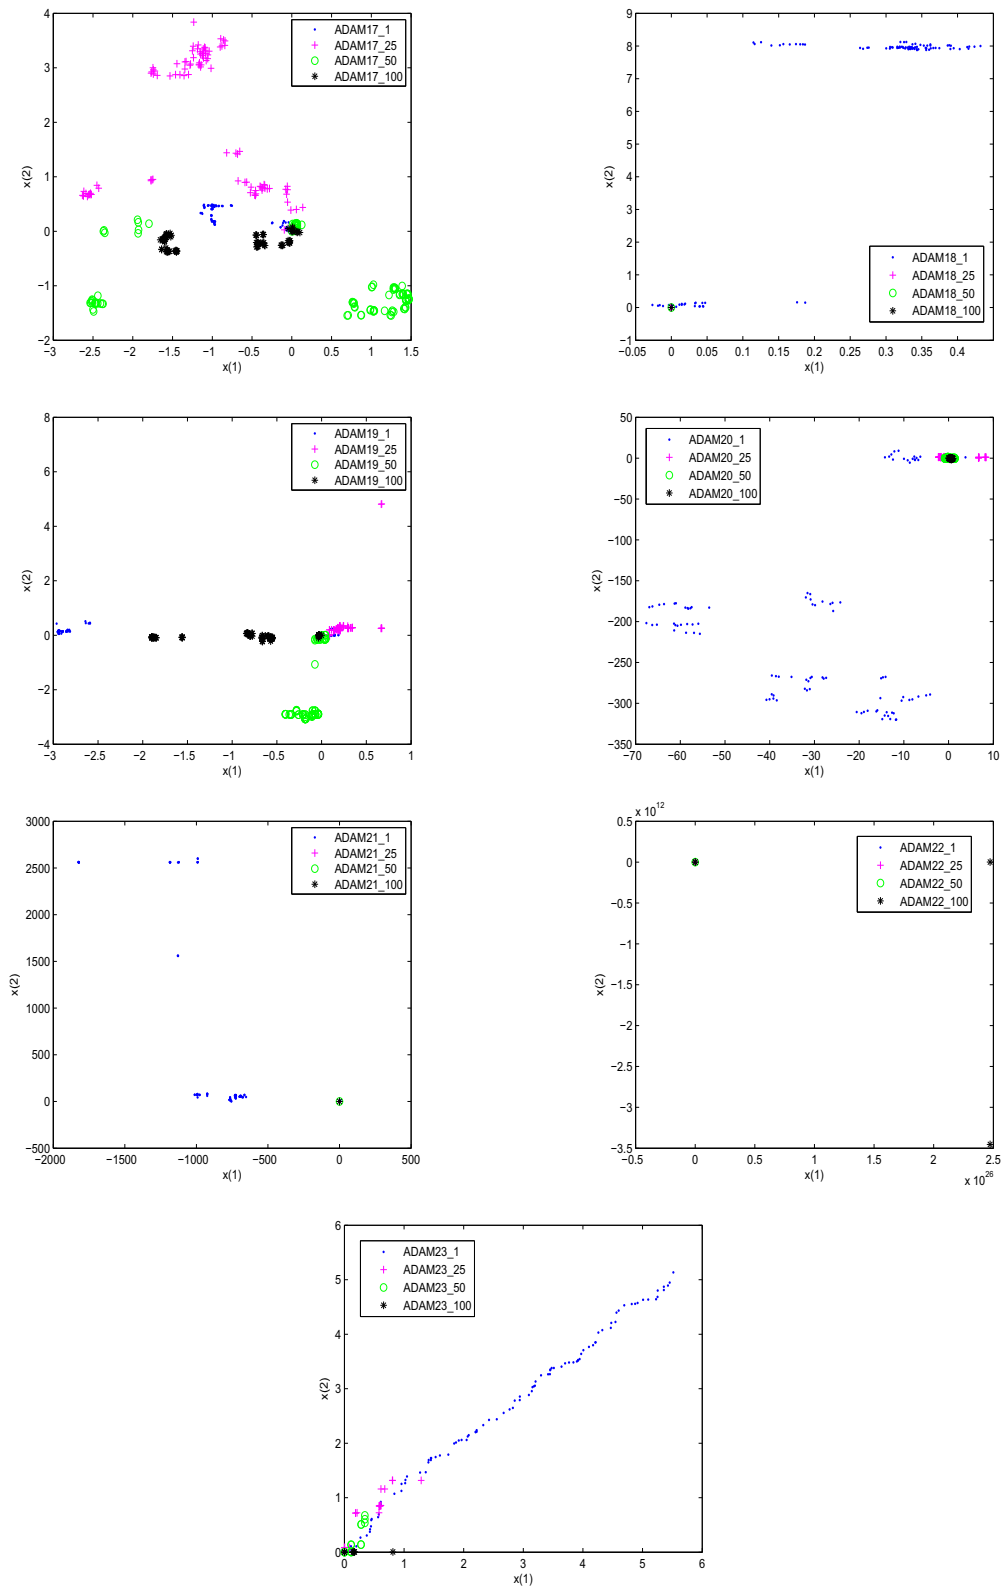 4
3
2
1
0
−1
−2
−3
−2.5
−2
−1.5
−1
−0.5
0
0.5
1
1.5
x(1)
x(2)
ADAM17_1
ADAM17_25
ADAM17_50
ADAM17_100
9
8
7
6
5
4
3
2
1
0
−1
−0.05
0
0.05
0.1
0.15
0.2
0.25
0.3
0.35
0.4
x(1)
x(2)
ADAM18_1
ADAM18_25
ADAM18_50
ADAM18_100
8
6
4
2
0
−2
−4
−3
−2.5
−2
−1.5
−1
−0.5
0
0.5
1
x(1)
x(2)
ADAM19_1
ADAM19_25
ADAM19_50
ADAM19_100
50
0
−50
−100
−150
−200
−250
−300
−350
−70
−60
−50
−40
−30
−20
−10
0
10
x(1)
x(2)
ADAM20_1
ADAM20_25
ADAM20_50
ADAM20_100
3000
2500
2000
1500
1000
500
0
−500
−2000
−1500
−1000
−500
0
500
x(1)
x(2)
ADAM21_1
ADAM21_25
ADAM21_50
ADAM21_100
x 10^12
0.5
0
−0.5
−1
−1.5
−2
−2.5
−3
−3.5
−0.5
0
0.5
1
1.5
2
2.5
x(1)
x 10^26
x(2)
ADAM22_1
ADAM22_25
ADAM22_50
ADAM22_100
6
5
4
3
2
1
0
0
1
2
3
4
5
6
x(1)
x(2)
ADAM23_1
ADAM23_25
ADAM23_50
ADAM23_100